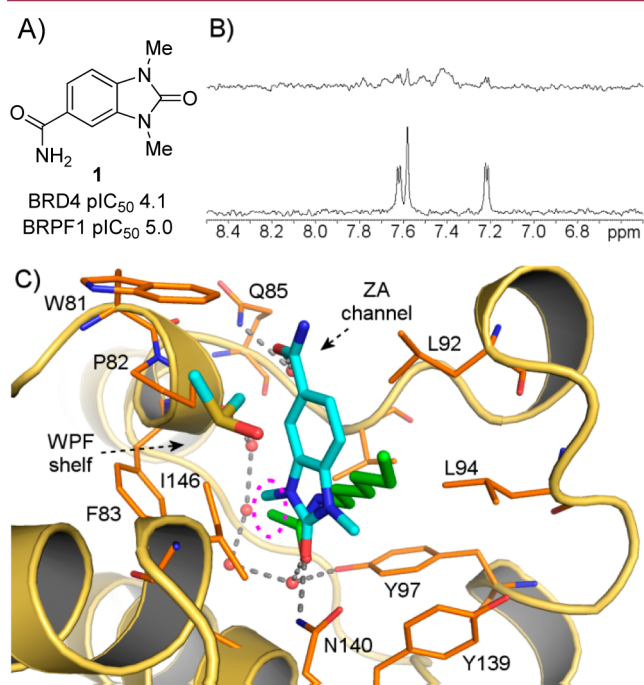 A)
Me
N
O
N
Me
O
NH2
1
BRD4 pIC50 4.1
BRPF1 pIC50 5.0
B)
8.4 8.2 8.0 7.8 7.6 7.4 7.2 7.0 6.8 ppm
C)
W81
Q85
ZA
channel
L92
P82
WPF
shelf
I146
L94
F83
Y97
N140
Y139